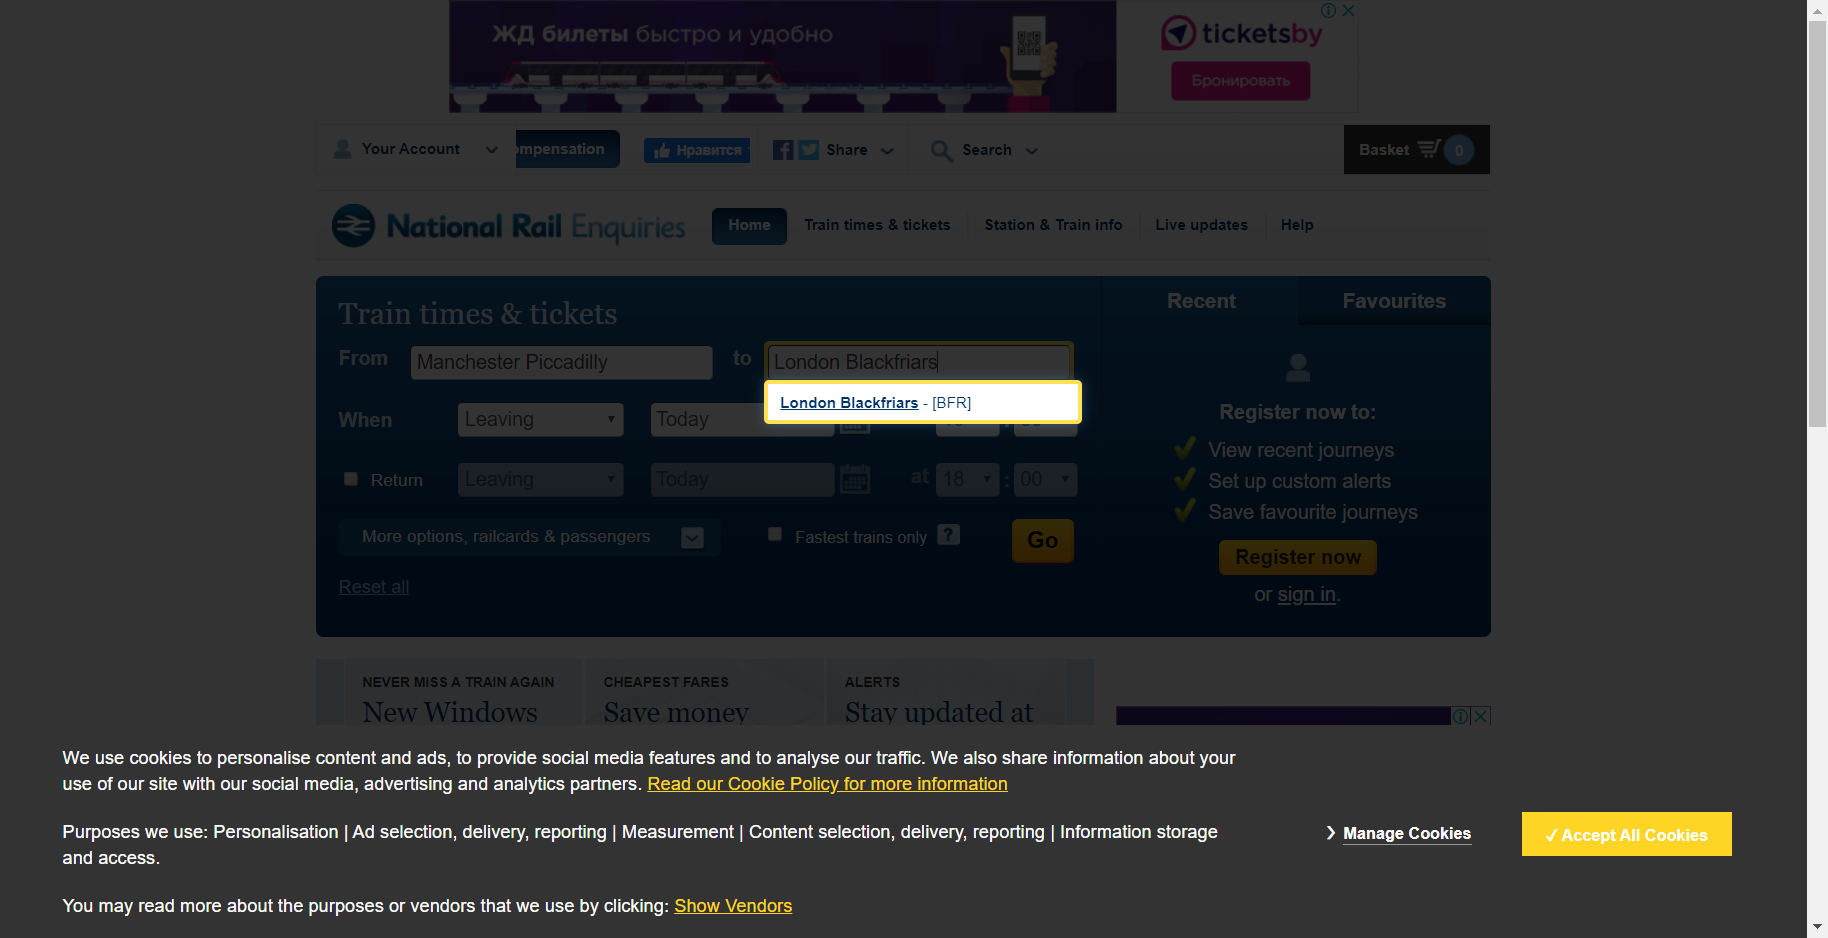 ЖД билеты быстро и удобно
ticketsby
Бронировать
Your Account
ompensation
Нравится
Share
Search
Basket
0
National Rail Enquiries
Home
Train times & tickets
Station & Train info
Live updates
Help
Train times & tickets
Recent
Favourites
From
Manchester Piccadilly
to
London Blackfriars
London Blackfriars - [BFR]
When
Leaving
Today
Return
Leaving
Today
at
18
:
00
More options, railcards & passengers
Fastest trains only
?
Go
Reset all
Register now to:
View recent journeys
Set up custom alerts
Save favourite journeys
Register now
or sign in.
NEVER MISS A TRAIN AGAIN
New Windows
CHEAPEST FARES
Save money
ALERTS
Stay updated at
We use cookies to personalise content and ads, to provide social media features and to analyse our traffic. We also share information about your
use of our site with our social media, advertising and analytics partners. Read our Cookie Policy for more information
Purposes we use: Personalisation | Ad selection, delivery, reporting | Measurement | Content selection, delivery, reporting | Information storage
and access.
You may read more about the purposes or vendors that we use by clicking: Show Vendors
Manage Cookies
✓ Accept All Cookies